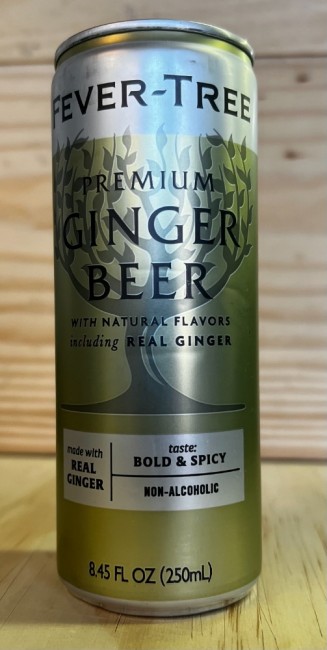 FEVER-TREE
PREMIUM
GINGER
BEER
WITH NATURAL FLAVORS
including REAL GINGER
made with
REAL
GINGER
taste:
BOLD & SPICY
NON-ALCOHOLIC
8.45 FL OZ (250mL)